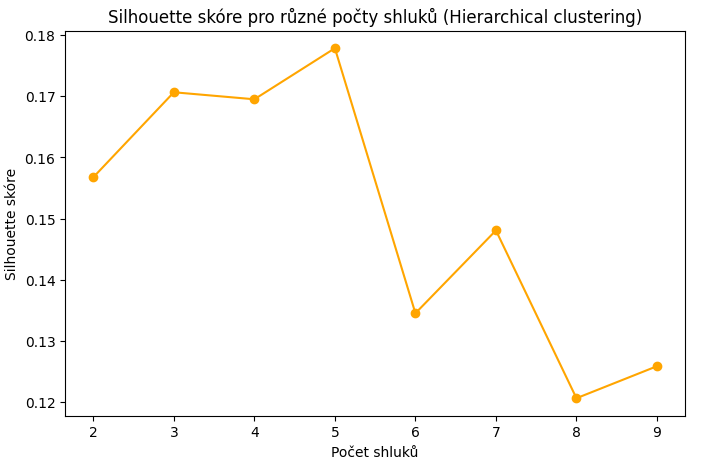 Silhouette skóre pro různé počty shluků (Hierarchical clustering)
0.18
0.17
0.16
0.15
0.14
0.13
0.12
Silhouette skóre
2 3 4 5 6 7 8 9
Počet shluků